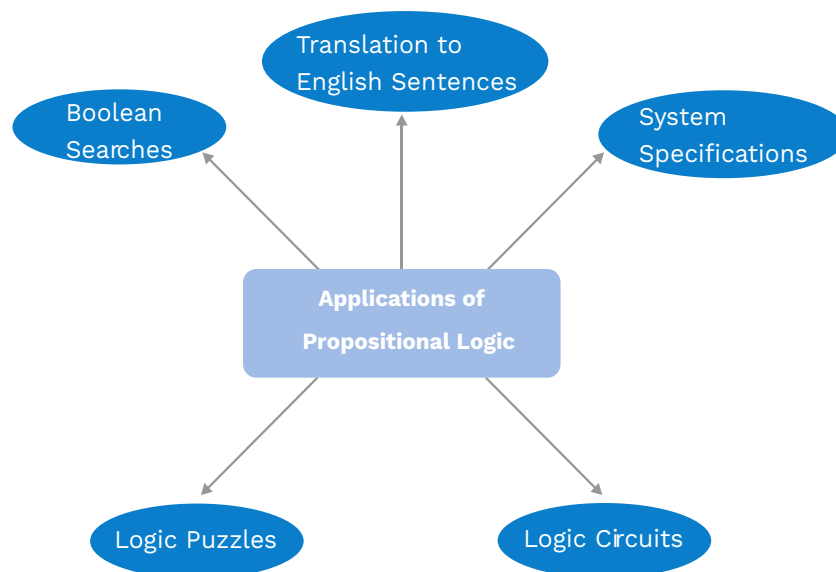 Translation to
English Sentences
Boolean
Searches
System
Specifications
Applications of
Propositional Logic
Logic Puzzles
Logic Circuits